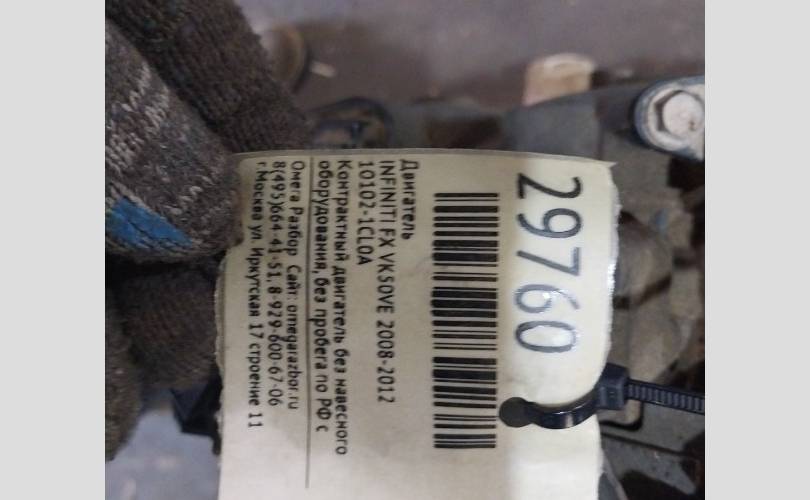 29760
Двигатель
INFINITI FX VK50VE 2008-2012
10102-1CL0A
Контрактный двигатель без навесного
оборудования, без пробега по РФ с
Омега Разбор Сайт: omegarazbor.ru
8(495)664-41-51, 8-929-600-67-06
г.Москва ул. Иркутская 17 строение 11